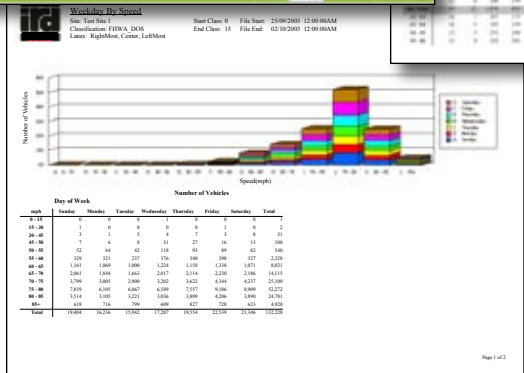 ird
Weekday By Speed
Site: Test Site 1 Start Class: 0 File Start: 25/09/2003 12:00:00AM
Classification: FHWA_DOS End Class: 15 File End: 02/10/2003 12:00:00AM
Lanes: RightMost, Center, LeftMost
Number of Vehicles
Speed(mph)
Number of Vehicles
Day of Week
mph Sunday Monday Tuesday Wednesday Thursday Friday Saturday Total
0 - 15 0 0 0 1 0 0 0 1
15 - 20 1 0 0 0 0 1 0 2
20 - 45 3 1 5 4 7 3 8 31
45 - 50 7 6 8 31 27 16 13 108
50 - 55 52 64 42 118 93 89 82 540
55 - 60 329 321 237 376 340 398 327 2,328
60 - 65 1,161 1,069 1,000 1,224 1,158 1,338 1,071 8,021
65 - 70 2,061 1,844 1,663 2,017 2,114 2,230 2,186 14,115
70 - 75 3,799 3,005 2,900 3,202 3,622 4,344 4,237 25,109
75 - 80 7,859 6,105 6,067 6,589 7,557 9,186 8,909 52,272
80 - 85 3,514 3,105 3,221 3,036 3,809 4,206 3,890 24,781
85+ 618 716 799 609 827 728 623 4,920
Total 19,404 16,236 15,942 17,207 19,554 22,539 21,346 132,228
Page 1 of 2